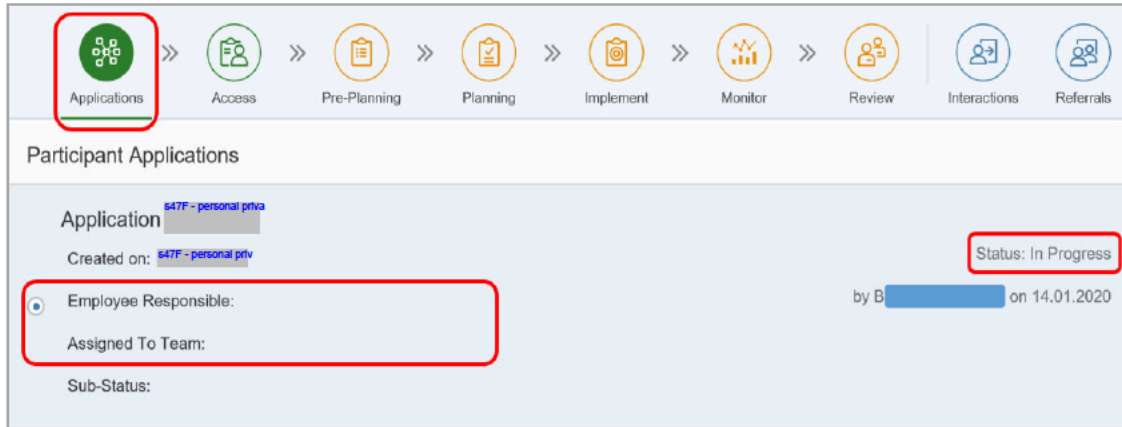 Applications Access Pre-Planning Planning Implement Monitor Review Interactions Referrals
Participant Applications
Application s47F - personal priva
Created on: s47F - personal priv
Status: In Progress
Employee Responsible:
by B on 14.01.2020
Assigned To Team:
Sub-Status: